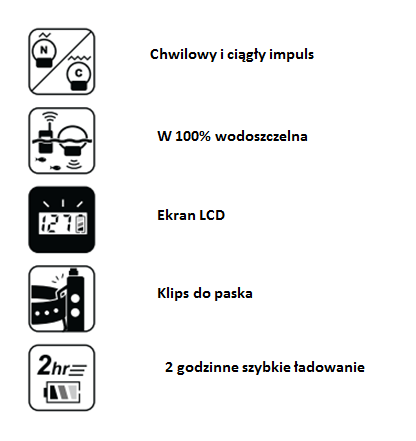 N
C
Chwilowy i ciągły impuls
W 100% wodoszczelna
127
Ekran LCD
Klips do paska
2hr
2 godzinne szybkie ładowanie